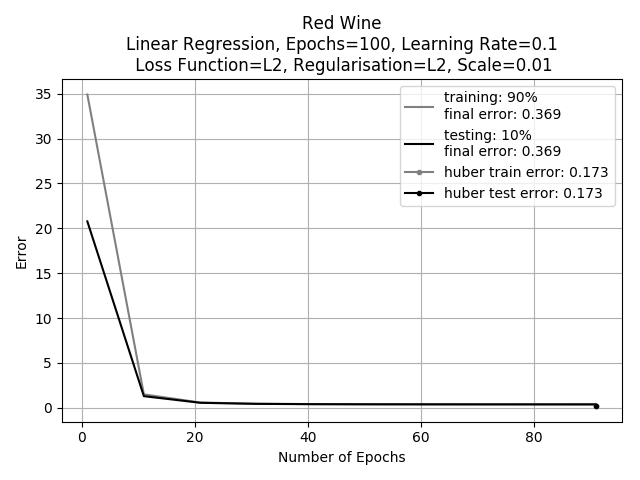 Red Wine
Linear Regression, Epochs=100, Learning Rate=0.1
Loss Function=L2, Regularisation=L2, Scale=0.01
training: 90%
final error: 0.369
testing: 10%
final error: 0.369
huber train error: 0.173
huber test error: 0.173
Error
35
30
25
20
15
10
5
0
0 20 40 60 80
Number of Epochs